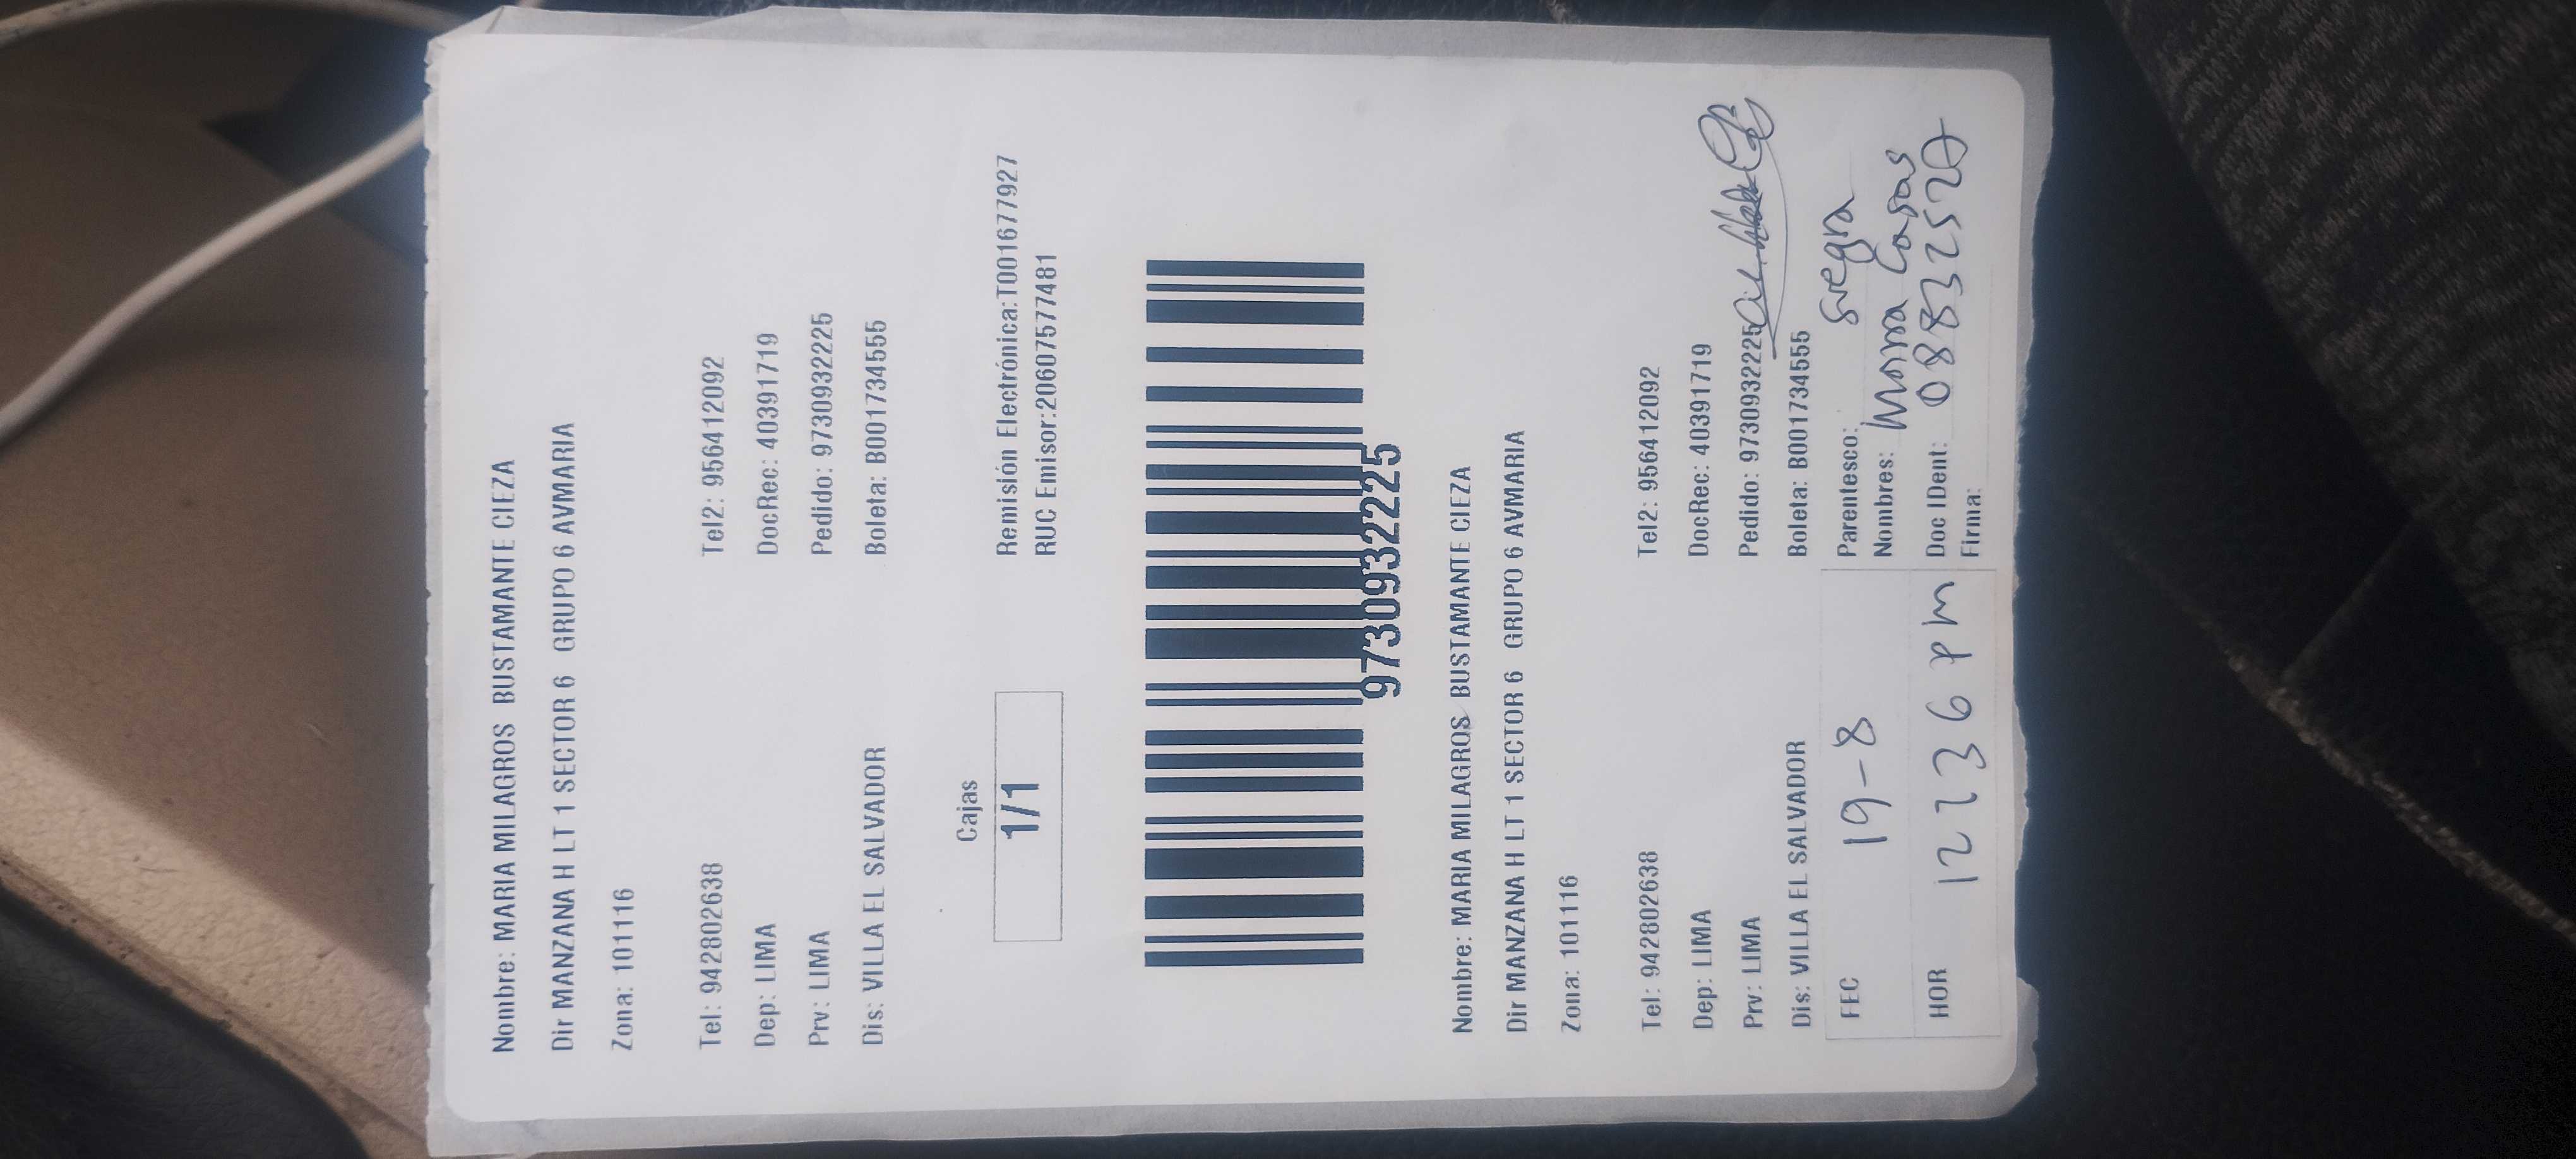 Nombre: MARIA MILAGROS BUSTAMANTE CIEZA
Dir MANZANA H LT 1 SECTOR 6 GRUPO 6 AVMARIA
Zona: 101116
Tel: 942802638 Tel2: 956412092
Dep: LIMA DocRec: 40391719
Prv: LIMA Pedido: 9730932225
Dis: VILLA EL SALVADOR Boleta: B001734555
Cajas
1/1
Remisión Electrónica:T001677927
RUC Emisor:20607577481
9730932225
Nombre: MARIA MILAGROS BUSTAMANTE CIEZA
Dir MANZANA H LT 1 SECTOR 6 GRUPO 6 AVMARIA
Zona: 101116
Tel: 942802638 Tel2: 956412092
Dep: LIMA DocRec: 40391719
Prv: LIMA Pedido: 9730932225
Dis: VILLA EL SALVADOR Boleta: B001734555
FEC 19-8
Parentesco: Suegra
Nombres: Casas
HOR 12 236 pm
Doc IDent:
Firma: